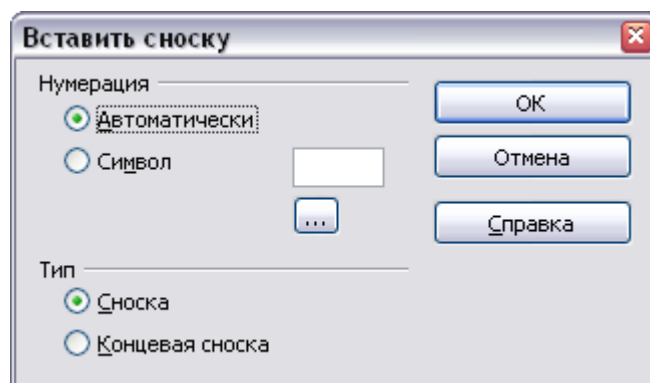 Вставить сноску
Нумерация
Автоматически
Символ
...
OK
Отмена
Справка
Тип
Сноска
Концевая сноска